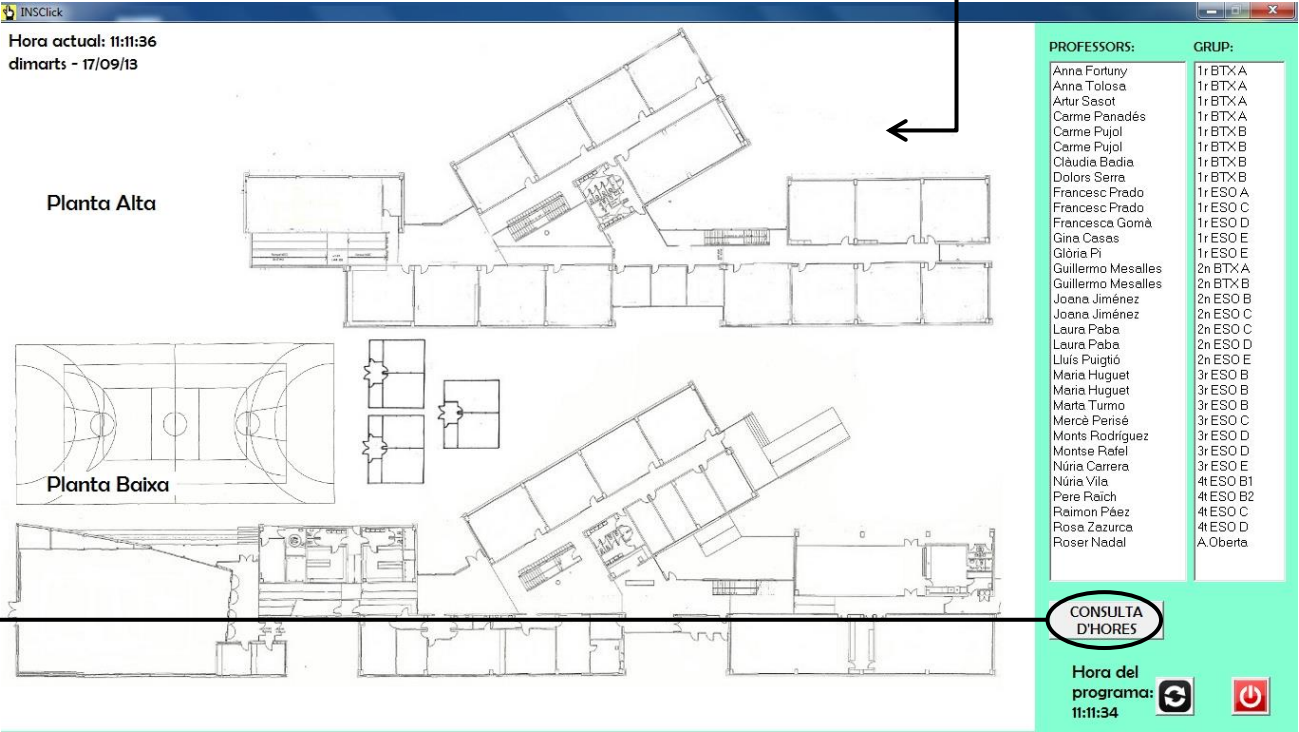 INSClick
Hora actual: 11:11:36
dimarts - 17/09/13
Planta Alta
Planta Baixa
PROFESSORS:
Anna Fortuny
Anna Tolosa
Artur Sasot
Carme Panadés
Carme Pujol
Carme Pujol
Clàudia Badia
Dolors Serra
Francesc Prado
Francesc Prado
Francesca Gomà
Gina Casas
Glòria Pi
Guillermo Mesalles
Guillermo Mesalles
Joana Jiménez
Joana Jiménez
Laura Paba
Laura Paba
Lluís Puigtió
Maria Huguet
Maria Huguet
Marta Turmo
Mercè Perisé
Monts Rodríguez
Montse Rafel
Núria Carrera
Núria Vila
Pere Raich
Raimon Páez
Rosa Zazurca
Roser Nadal
GRUP:
1r BTX A
1r BTX A
1r BTX A
1r BTX A
1r BTX B
1r BTX B
1r BTX B
1r BTX B
1r ESO A
1r ESO C
1r ESO D
1r ESO E
1r ESO E
2n BTX A
2n BTX B
2n ESO B
2n ESO C
2n ESO C
2n ESO D
2n ESO E
3r ESO B
3r ESO B
3r ESO B
3r ESO C
3r ESO D
3r ESO D
3r ESO E
4t ESO B1
4t ESO B2
4t ESO C
4t ESO D
A.Oberta
CONSULTA
D'HORES
Hora del
programa:
11:11:34